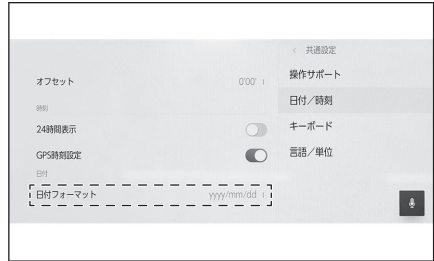 オフセット 0'00'
時刻
24時間表示
GPS時刻設定
日付
日付フォーマット yyyy/mm/dd
< 共通設定
操作サポート
日付／時刻
キーボード
言語／単位